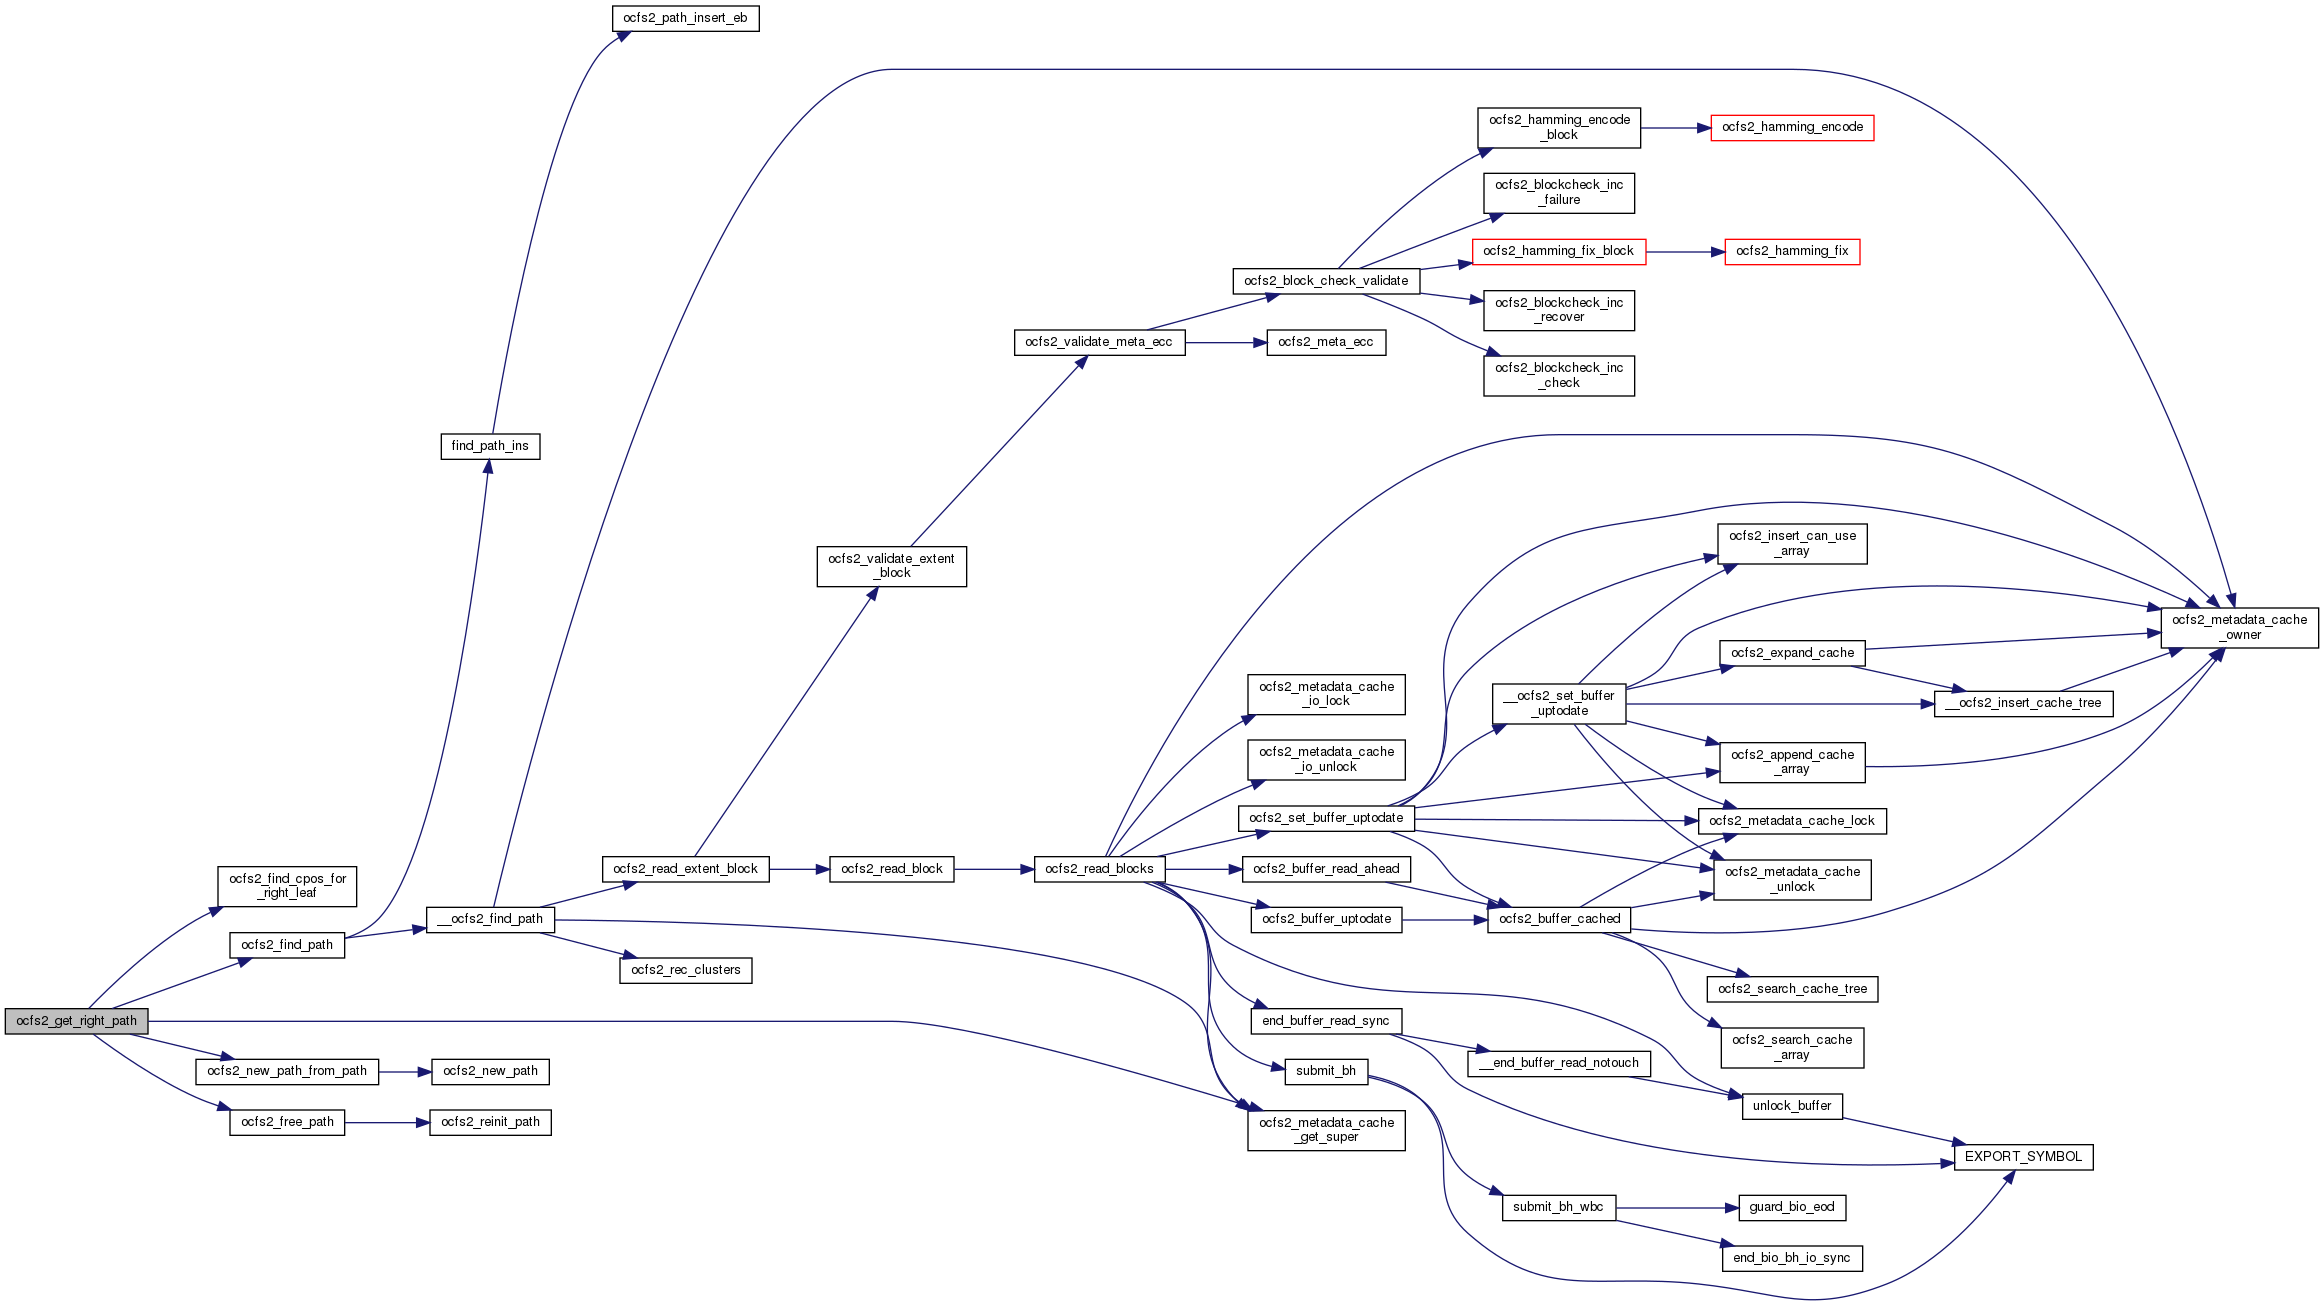 ocfs2_path_insert_eb
ocfs2_hamming_encode
_block
ocfs2_hamming_encode
ocfs2_blockcheck_inc
_failure
ocfs2_hamming_fix_block
ocfs2_hamming_fix
ocfs2_block_check_validate
ocfs2_blockcheck_inc
_recover
ocfs2_validate_meta_ecc
ocfs2_meta_ecc
ocfs2_blockcheck_inc
_check
find_path_ins
ocfs2_insert_can_use
_array
ocfs2_validate_extent
_block
ocfs2_metadata_cache
_owner
ocfs2_expand_cache
ocfs2_metadata_cache
_io_lock
__ocfs2_set_buffer
_uptodate
__ocfs2_insert_cache_tree
ocfs2_metadata_cache
_io_unlock
ocfs2_append_cache
_array
ocfs2_set_buffer_uptodate
ocfs2_metadata_cache_lock
ocfs2_read_extent_block
ocfs2_read_block
ocfs2_read_blocks
ocfs2_buffer_read_ahead
ocfs2_metadata_cache
_unlock
ocfs2_find_cpos_for
_right_leaf
__ocfs2_find_path
ocfs2_buffer_uptodate
ocfs2_buffer_cached
ocfs2_find_path
ocfs2_rec_clusters
ocfs2_search_cache_tree
ocfs2_get_right_path
end_buffer_read_sync
ocfs2_search_cache
_array
ocfs2_new_path_from_path
ocfs2_new_path
submit_bh
__end_buffer_read_notouch
unlock_buffer
ocfs2_free_path
ocfs2_reinit_path
ocfs2_metadata_cache
_get_super
EXPORT_SYMBOL
submit_bh_wbc
guard_bio_eod
end_bio_bh_io_sync